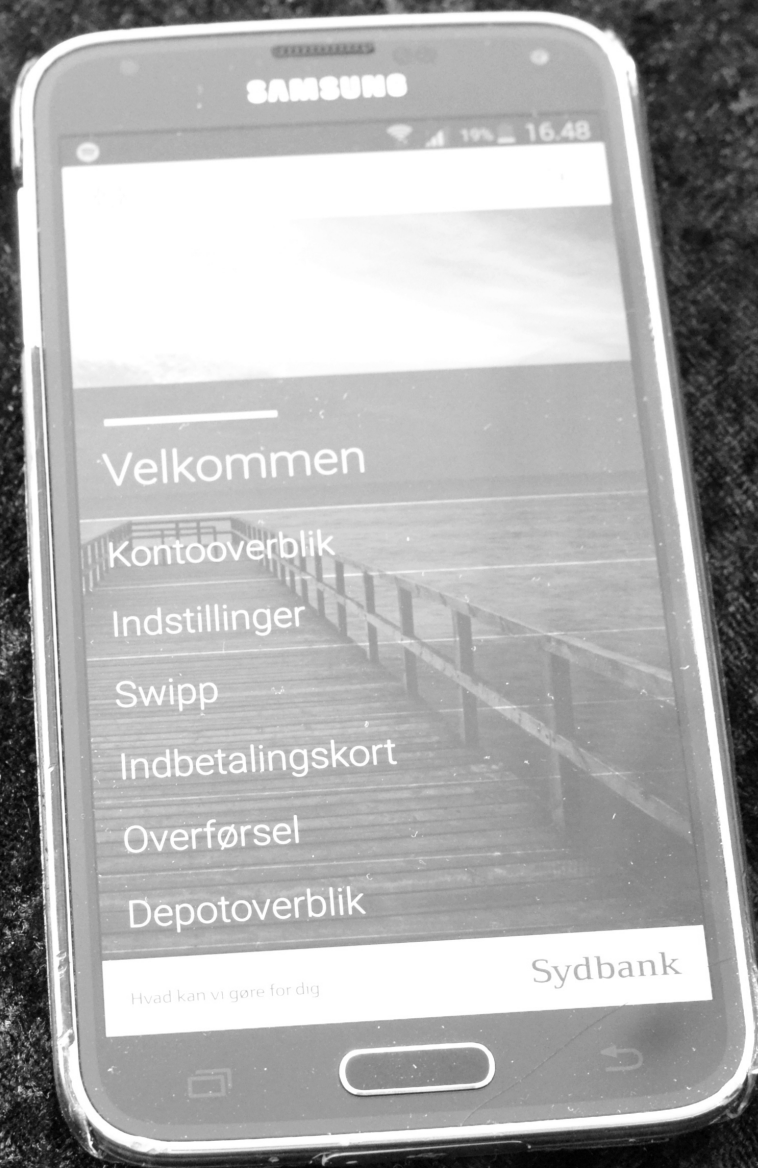 SAMSUNG
19% 16.48
Velkommen
Kontooverblik
Indstillinger
Swipp
Indbetalingskort
Overførsel
Depotoverblik
Hvad kan vi gøre for dig
Sydbank